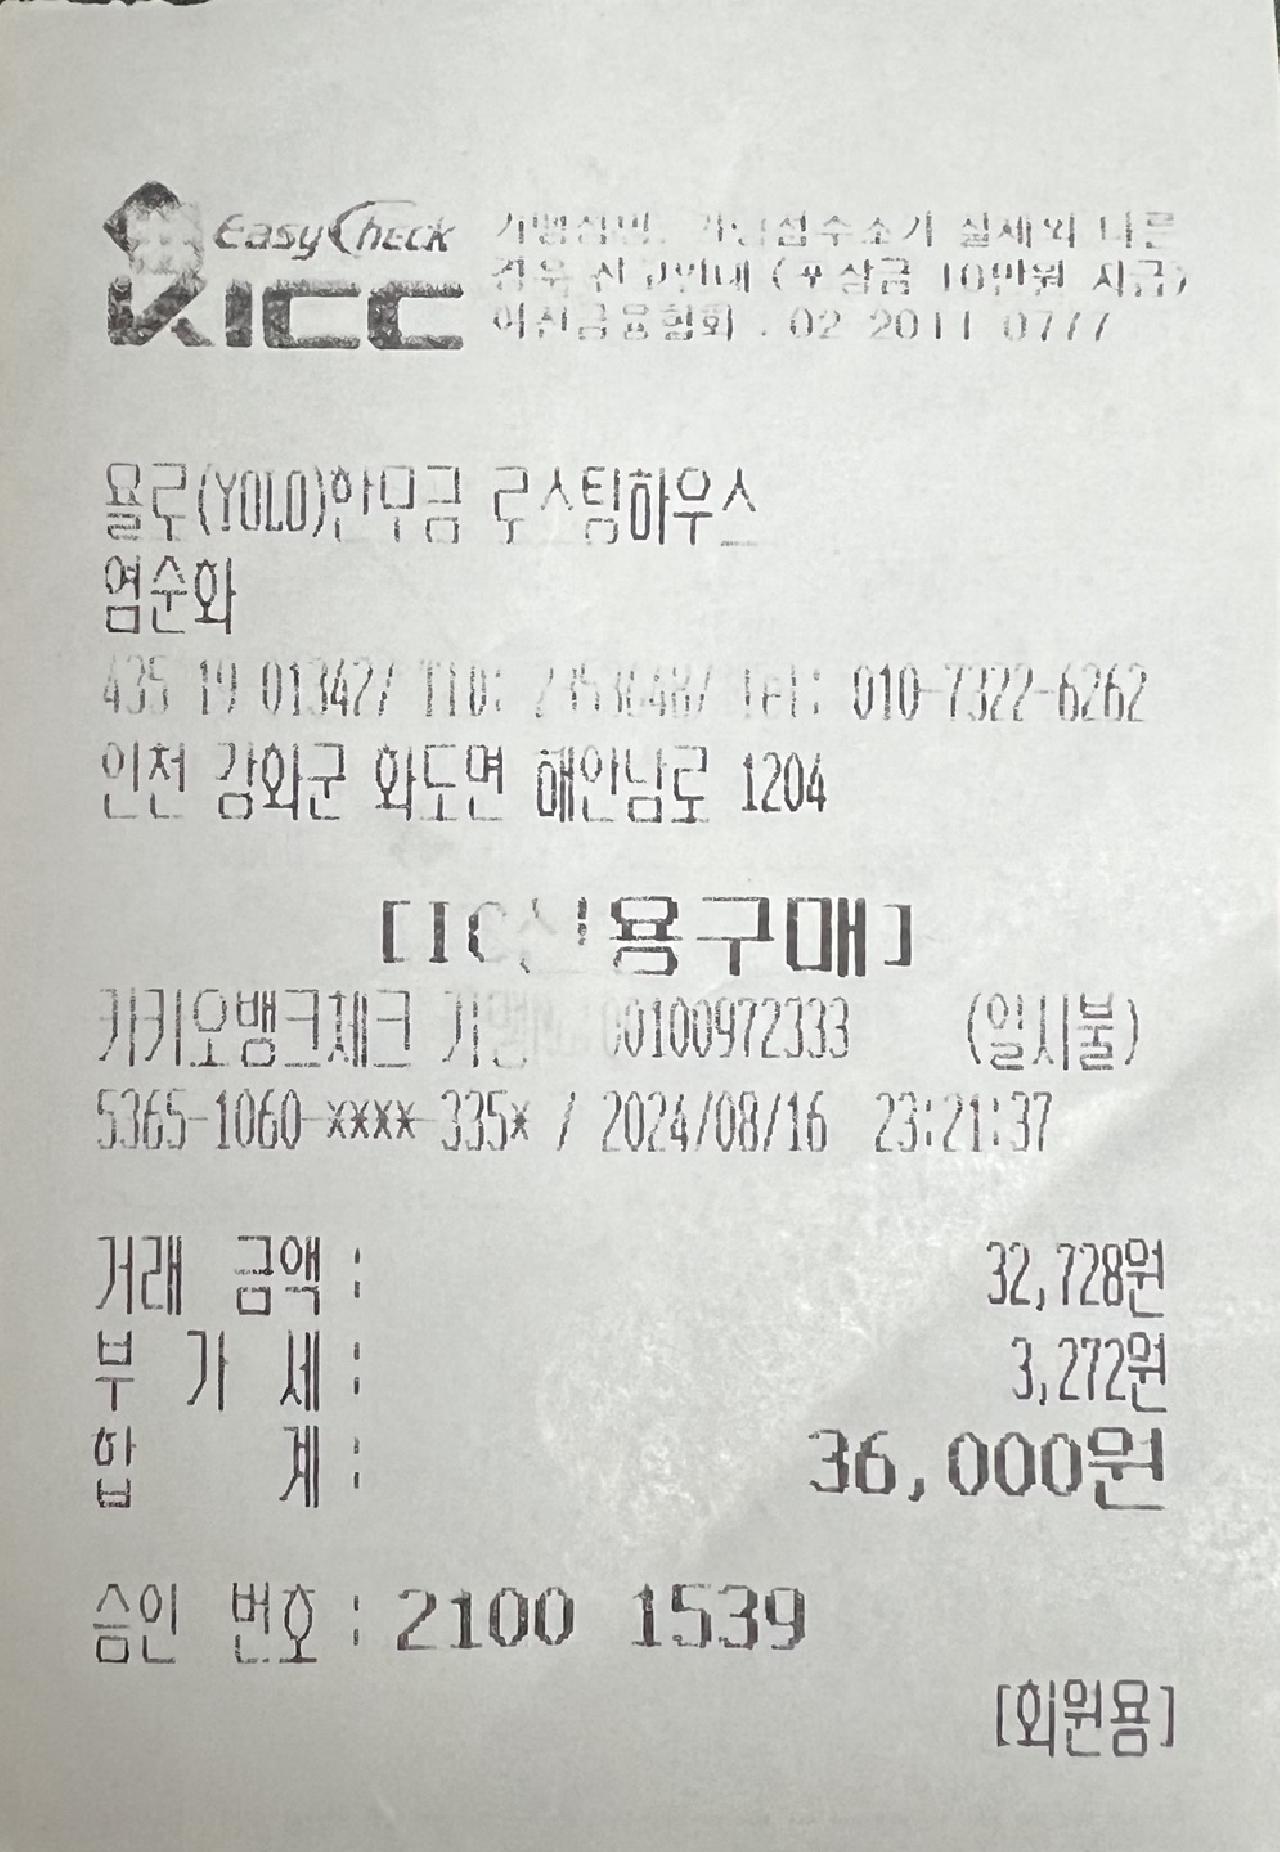 EasyCheck
KICC
가맹점명, 가맹점주소가 실제와 다른
경우 신고안내 (포상금 10만원 지급)
여신금융협회 : 02 2011 0777
욜로(YOLO)한무금 로스팅하우스
염순화
435 19 01342/ TID: / Tel: 010-7322-6262
인천 강화군 화도면 해안남로 1204
[IC신용구매]
카카오뱅크체크 가맹 00100972333 (일시불)
5365-1060-xxxx-335* / 2024/08/16 23:21:37
거래 금액 : 32,728원
부 가 세 : 3,272원
합 계 : 36,000원
승인 번호 : 2100 1539
[회원용]